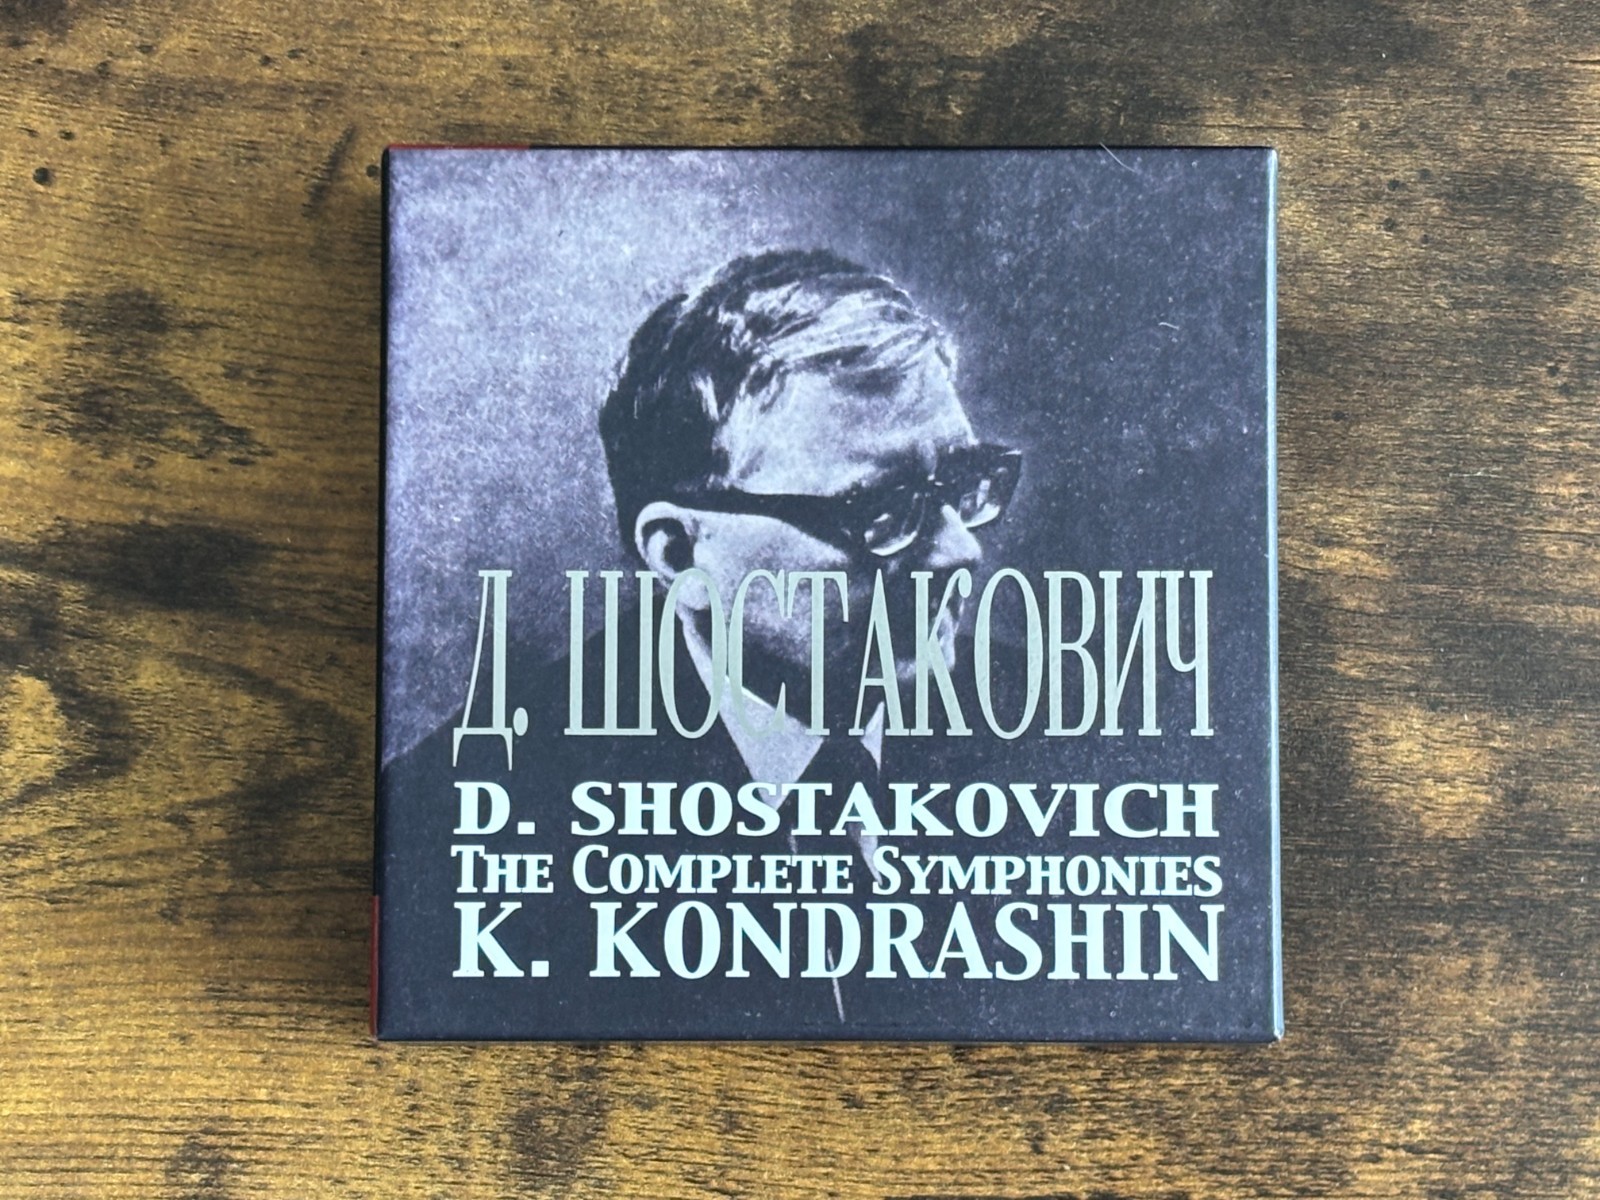 Д. ШОСТАКОВИЧ
D. SHOSTAKOVICH
THE COMPLETE SYMPHONIES
K. KONDRASHIN